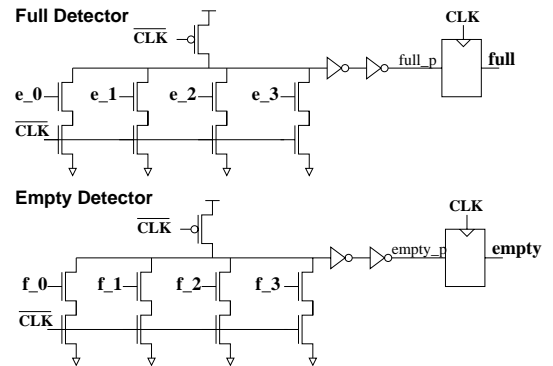 Full Detector
CLK
CLK
full_p
full
e_0
e_1
e_2
e_3
CLK
Empty Detector
CLK
CLK
empty_p
empty
f_0
f_1
f_2
f_3
CLK